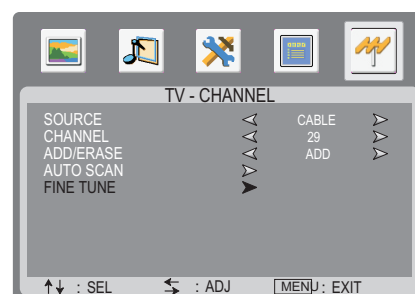 TV - CHANNEL
SOURCE CABLE
CHANNEL 29
ADD/ERASE ADD
AUTO SCAN
FINE TUNE
: SEL : ADJ MENU : EXIT